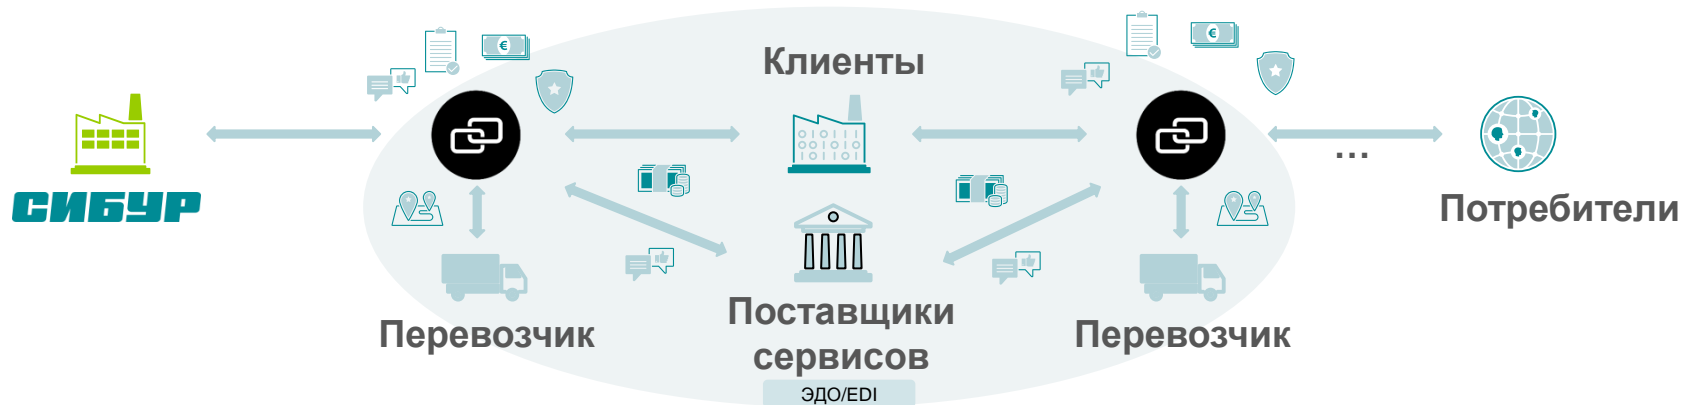 Клиенты
СИБУР
...
Потребители
Перевозчик
Поставщики
сервисов
Перевозчик
ЭДО/EDI